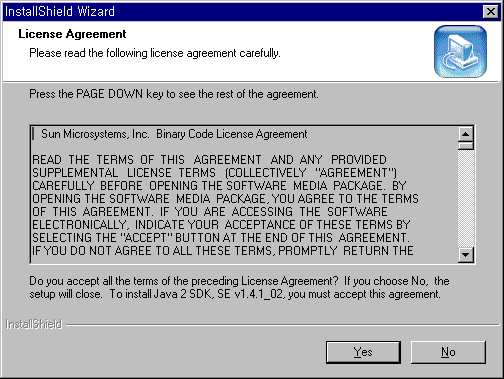 InstallShield Wizard
License Agreement
Please read the following license agreement carefully.
Press the PAGE DOWN key to see the rest of the agreement.
Sun Microsystems, Inc. Binary Code License Agreement
READ THE TERMS OF THIS AGREEMENT AND ANY PROVIDED
SUPPLEMENTAL LICENSE TERMS (COLLECTIVELY "AGREEMENT")
CAREFULLY BEFORE OPENING THE SOFTWARE MEDIA PACKAGE. BY
OPENING THE SOFTWARE MEDIA PACKAGE, YOU AGREE TO THE TERMS
OF THIS AGREEMENT. IF YOU ARE ACCESSING THE SOFTWARE
ELECTRONICALLY, INDICATE YOUR ACCEPTANCE OF THESE TERMS BY
SELECTING THE "ACCEPT" BUTTON AT THE END OF THIS AGREEMENT.
IF YOU DO NOT AGREE TO ALL THESE TERMS, PROMPTLY RETURN THE
Do you accept all the terms of the preceding License Agreement? If you choose No, the
setup will close. To install Java 2 SDK, SE v1.4.1_02, you must accept this agreement.
InstallShield
Yes
No